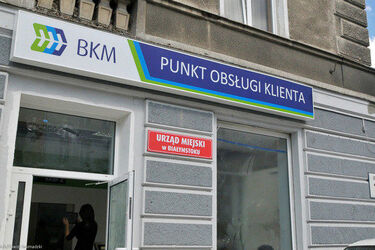 BKM
PUNKT OBSŁUGI KLIENTA
URZĄD MIEJSKI
W BIAŁYMSTOKU